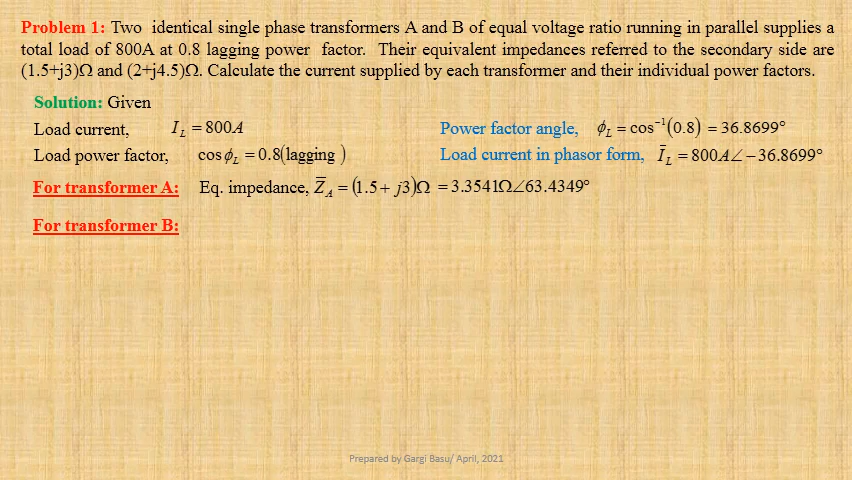 Problem 1: Two identical single phase transformers A and B of equal voltage ratio running in parallel supplies a
total load of 800A at 0.8 lagging power factor. Their equivalent impedances referred to the secondary side are
(1.5+j3)Ω and (2+j4.5)Ω. Calculate the current supplied by each transformer and their individual power factors.
Solution: Given
Load current, I_L = 800A
Power factor angle, ϕ_L = cos⁻¹(0.8) = 36.8699°
Load power factor, cos ϕ_L = 0.8(lagging )
Load current in phasor form, Ī_L = 800A∠−36.8699°
For transformer A: Eq. impedance, Z̄_A = (1.5 + j3)Ω = 3.3541Ω∠63.4349°
For transformer B:
Prepared by Gargi Basu/ April, 2021